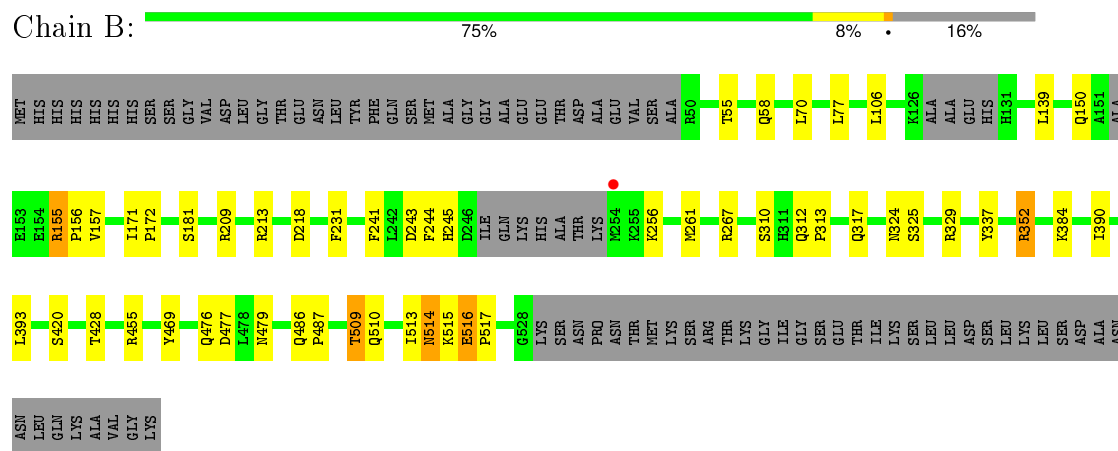 Chain B:
75% 8% • 16%
MET HIS HIS HIS HIS HIS HIS SER SER GLY VAL ASP LEU GLY THR GLU ASN LEU TYR PHE GLN SER MET ALA GLY GLY ALA GLU GLU THR ASP ALA GLU VAL SER ALA R50 T55 Q58 L70 L77 L106 K126 ALA ALA GLU HIS H131 L139 Q150 A151 ALA
E153 E154 R155 P156 V157 I171 P172 S181 R209 R213 D218 F231 F241 L242 D243 F244 H245 D246 ILE GLN LYS HIS ALA THR LYS M254 K255 K256 M261 R267 S310 H311 Q312 P313 Q317 N324 S325 R329 Y337 R352 K384 I390
L393 S420 T428 R455 Y469 Q476 D477 L478 N479 Q486 P487 T509 Q510 I513 N514 K515 E516 P517 G528 LYS SER ASN PRO ASN THR MET LYS SER ARG THR LYS GLY ILE GLY SER GLU THR ILE LYS SER LEU LEU ASP SER LEU LYS LEU SER ASP ALA ASN
ASN LEU GLN LYS ALA VAL GLY LYS